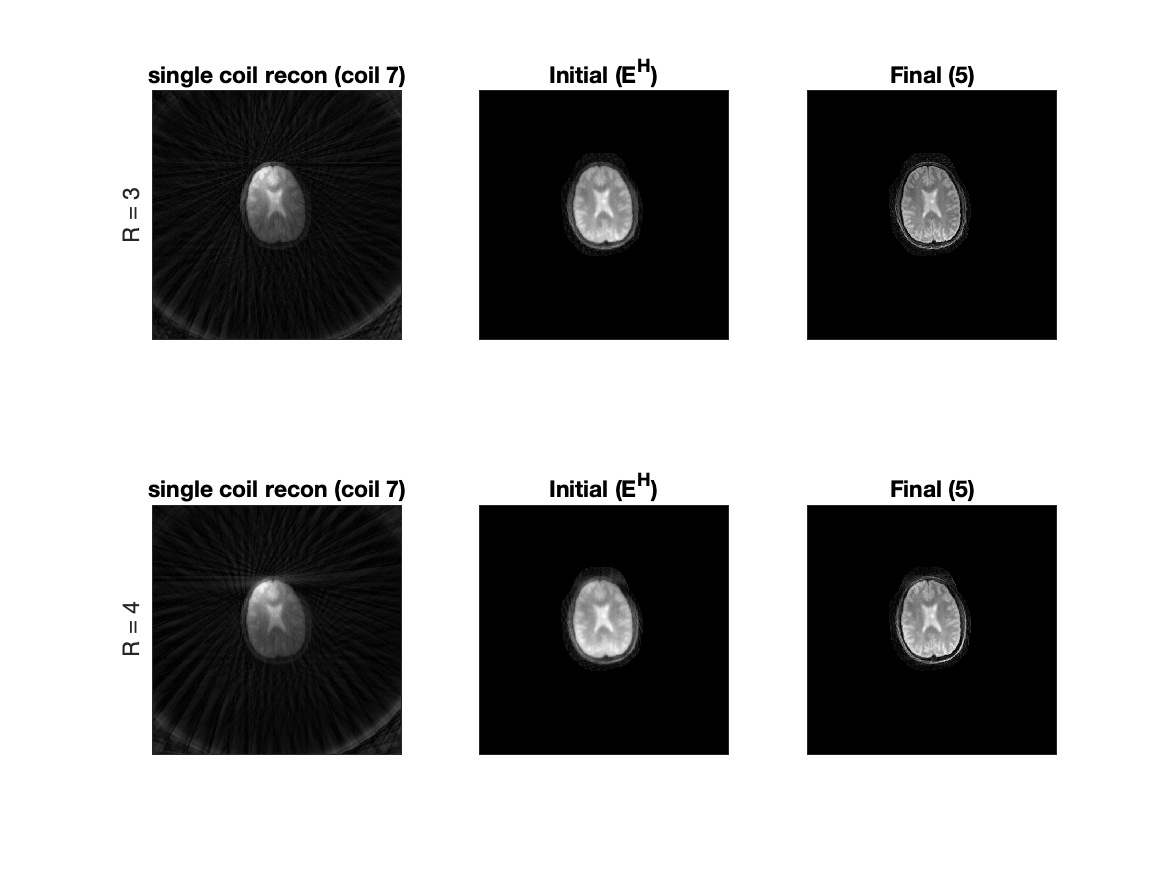 single coil recon (coil 7)
Initial (E^H)
Final (5)
R = 3
single coil recon (coil 7)
Initial (E^H)
Final (5)
R = 4